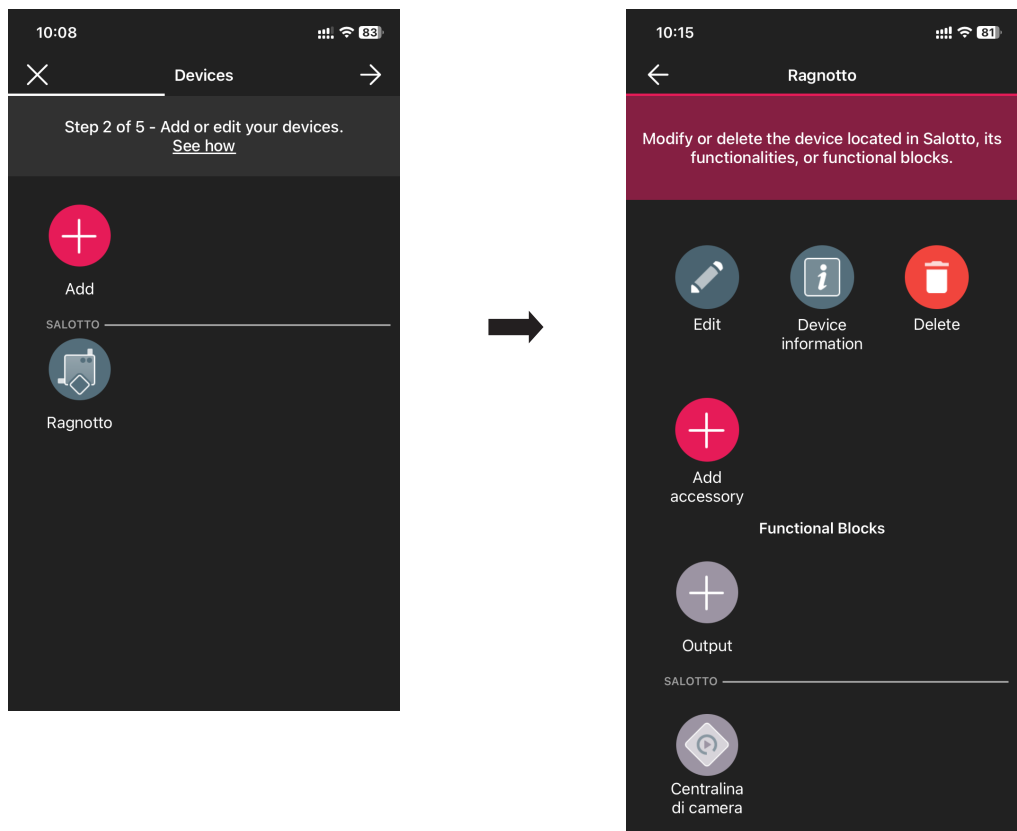 10:08
83
Devices
Step 2 of 5 - Add or edit your devices.
See how
Add
SALOTTO
Ragnotto
10:15
81
Ragnotto
Modify or delete the device located in Salotto, its
functionalities, or functional blocks.
Edit
Device
information
Delete
Add
accessory
Functional Blocks
Output
SALOTTO
Centralina
di camera